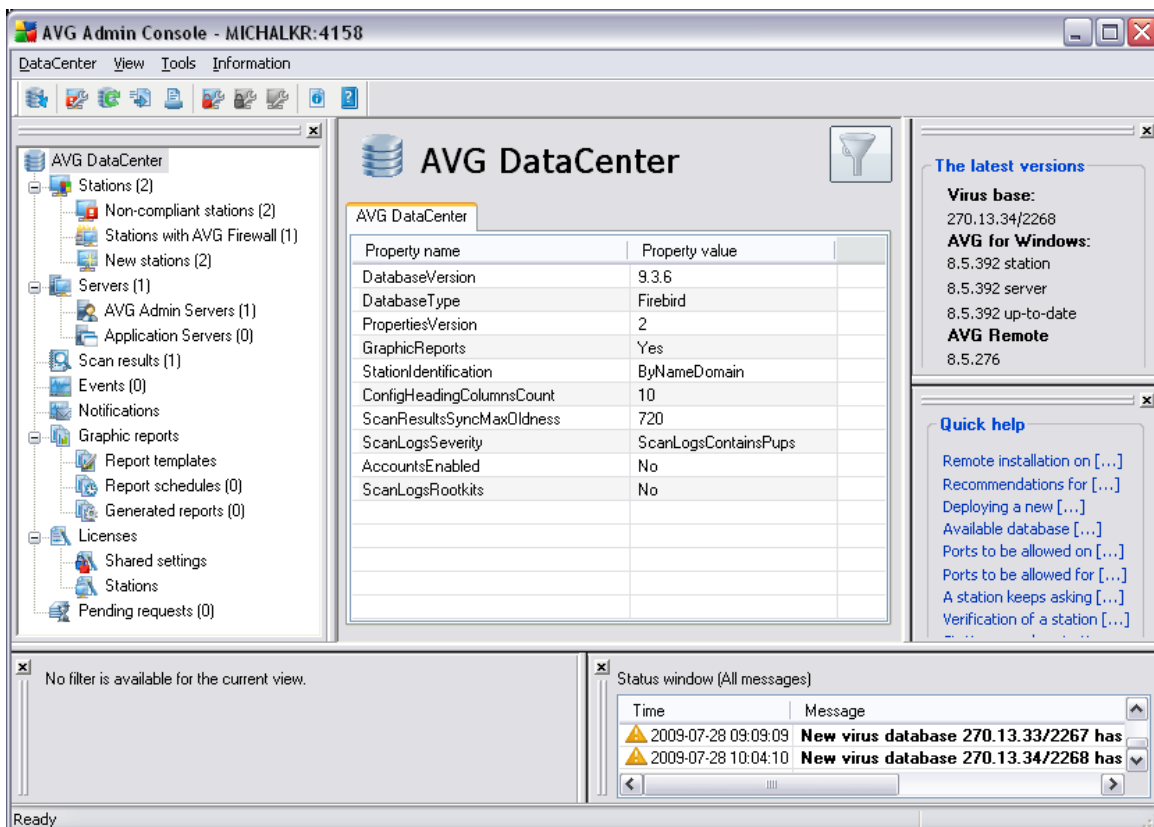 AVG Admin Console - MICHALKR:4158
DataCenter View Tools Information
AVG DataCenter
Stations (2)
Non-compliant stations (2)
Stations with AVG Firewall (1)
New stations (2)
Servers (1)
AVG Admin Servers (1)
Application Servers (0)
Scan results (1)
Events (0)
Notifications
Graphic reports
Report templates
Report schedules (0)
Generated reports (0)
Licenses
Shared settings
Stations
Pending requests (0)
AVG DataCenter
AVG DataCenter
Property name Property value
DatabaseVersion 9.3.6
DatabaseType Firebird
PropertiesVersion 2
GraphicReports Yes
StationIdentification ByNameDomain
ConfigHeadingColumnsCount 10
ScanResultsSyncMaxOldness 720
ScanLogsSeverity ScanLogsContainsPups
AccountsEnabled No
ScanLogsRootkits No
The latest versions
Virus base:
270.13.34/2268
AVG for Windows:
8.5.392 station
8.5.392 server
8.5.392 up-to-date
AVG Remote
8.5.276
Quick help
Remote installation on [...]
Recommendations for [...]
Deploying a new [...]
Available database [...]
Ports to be allowed on [...]
Ports to be allowed for [...]
A station keeps asking [...]
Verification of a station [...]
No filter is available for the current view.
Status window (All messages)
Time Message
2009-07-28 09:09:09 New virus database 270.13.33/2267 has
2009-07-28 10:04:10 New virus database 270.13.34/2268 has
Ready